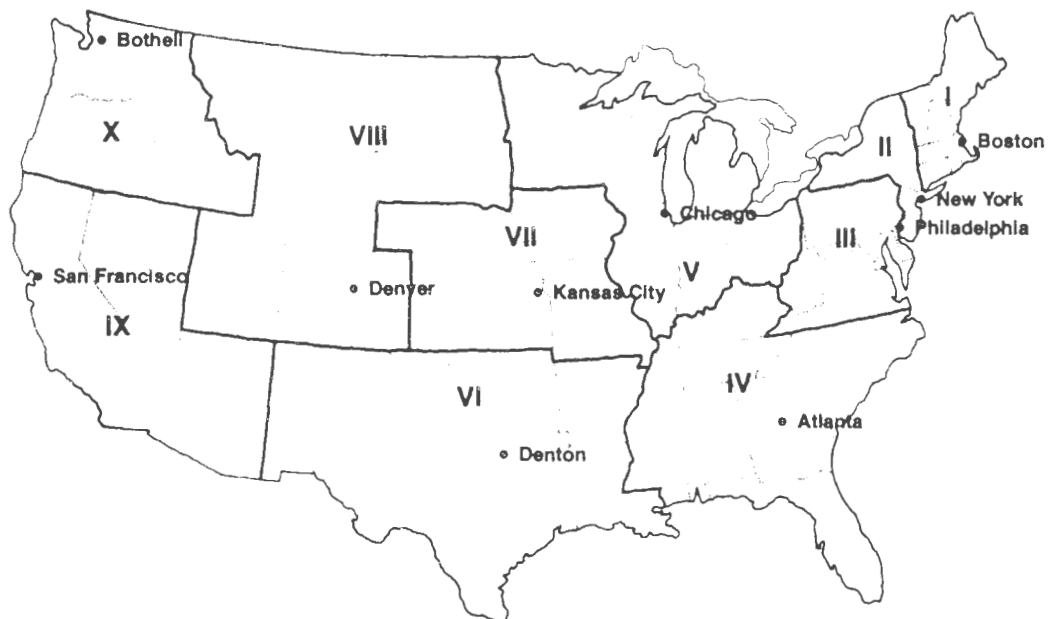 Bothell
I
X
VIII
II
Boston
New York
Chicago
Philadelphia
VII
III
V
San Francisco
Denver
Kansas City
IX
IV
VI
Atlanta
Denton